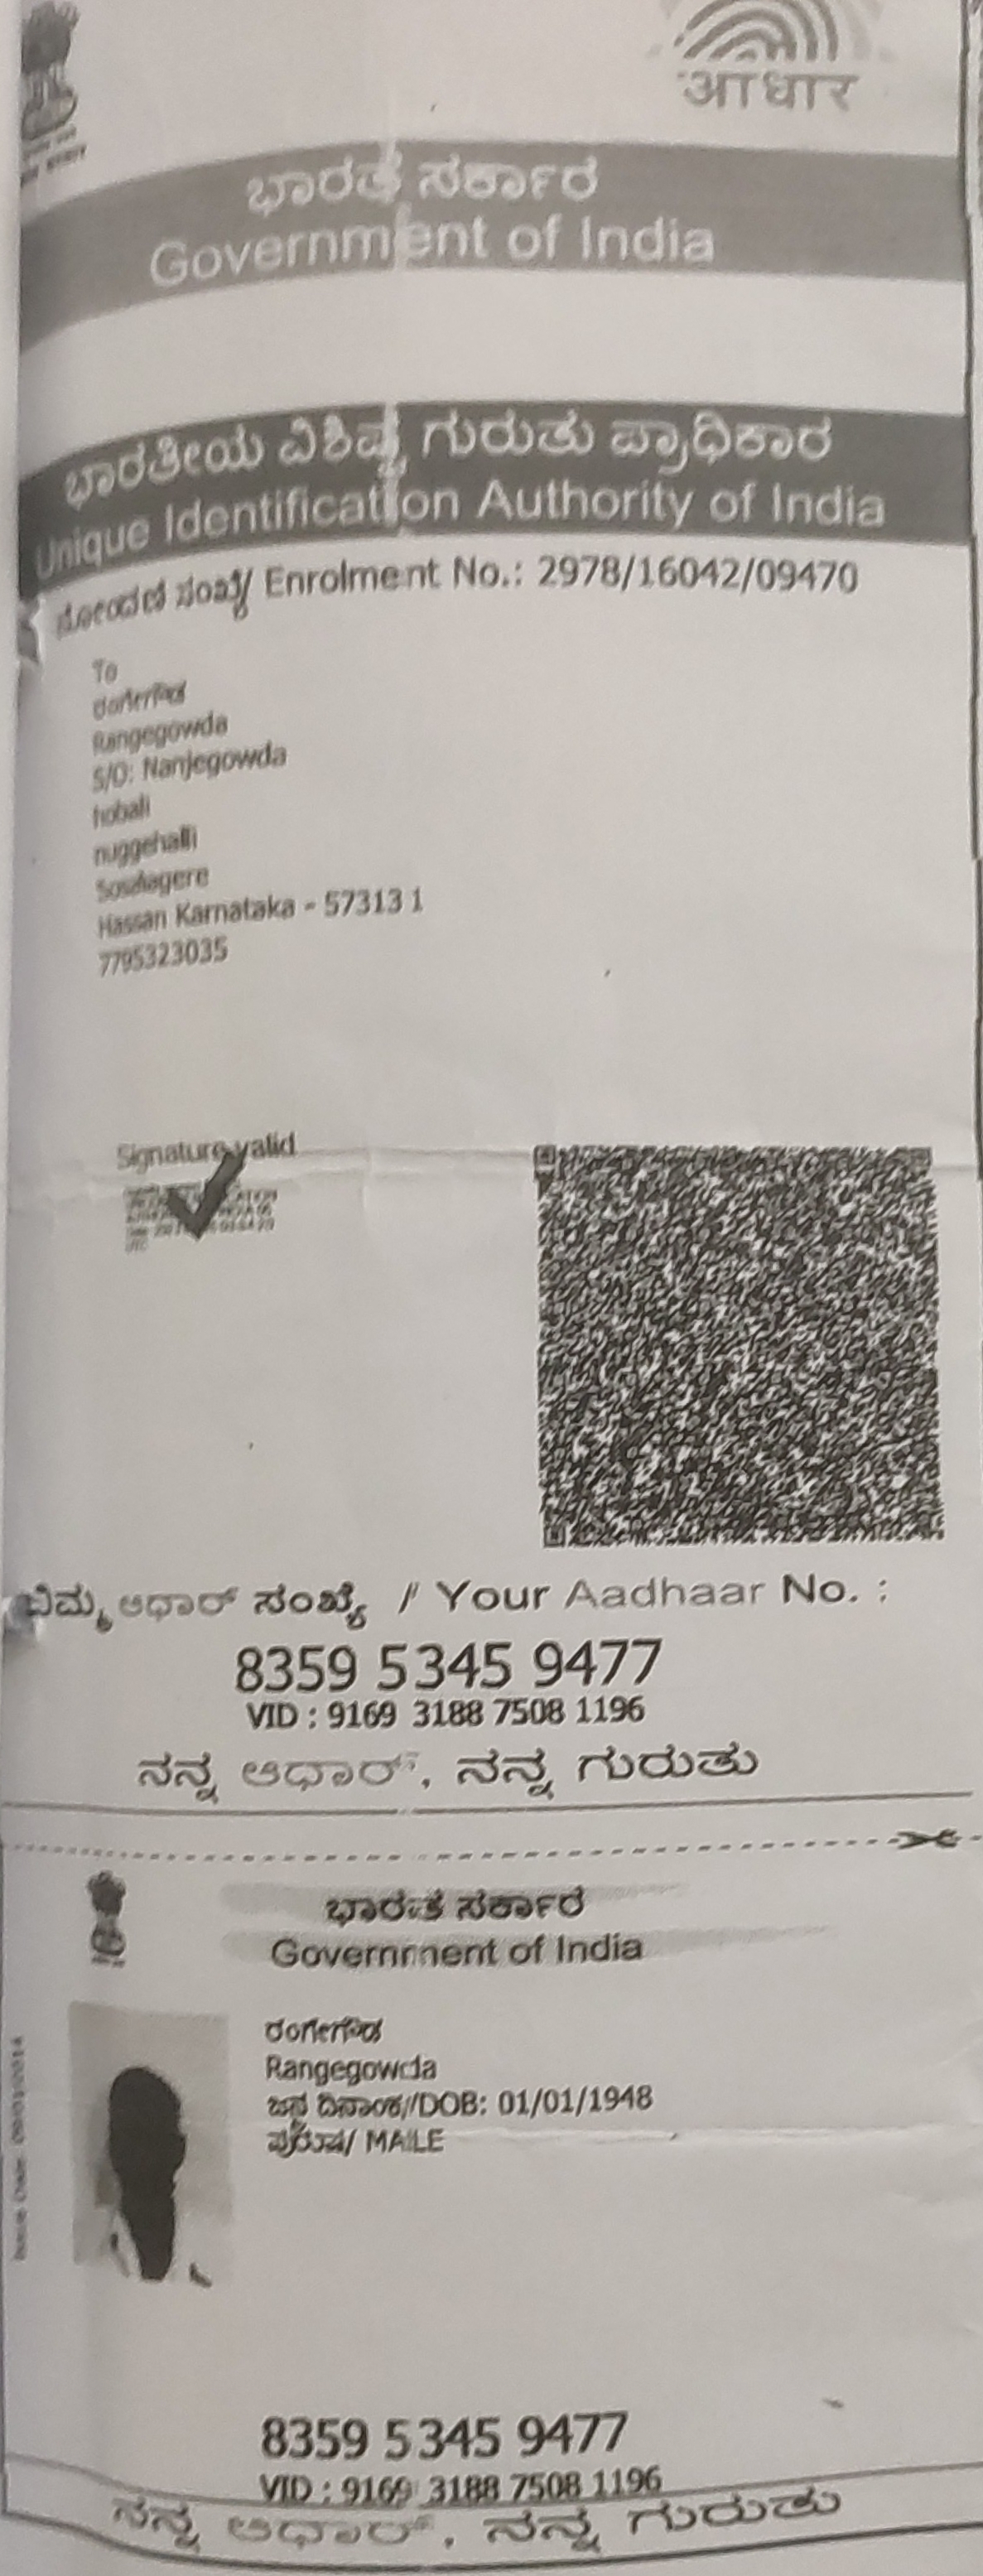 आधार
ಭಾರತ ಸರ್ಕಾರ
Government of India
ಭಾರತೀಯ ವಿಶಿಷ್ಟ ಗುರುತು ಪ್ರಾಧಿಕಾರ
Unique Identification Authority of India
ನೋಂದಣಿ ಸಂಖ್ಯೆ/ Enrolment No.: 2978/16042/09470
To
ರಂಗೇಗೌಡ
Rangegowda
S/O: Nanjegowda
hobali
nuggehalli
Sosalagere
Hassan Karnataka - 573131
7795323035
Signature valid
ನಿಮ್ಮ ಆಧಾರ್ ಸಂಖ್ಯೆ / Your Aadhaar No. :
8359 5345 9477
VID : 9169 3188 7508 1196
ನನ್ನ ಆಧಾರ್, ನನ್ನ ಗುರುತು
ಭಾರತ ಸರ್ಕಾರ
Government of India
ರಂಗೇಗೌಡ
Rangegowda
ಜನ್ಮ ದಿನಾಂಕ/DOB: 01/01/1948
ಪುರುಷ/ MALE
8359 5345 9477
VID : 9169 3188 7508 1196
ನನ್ನ ಆಧಾರ್, ನನ್ನ ಗುರುತು